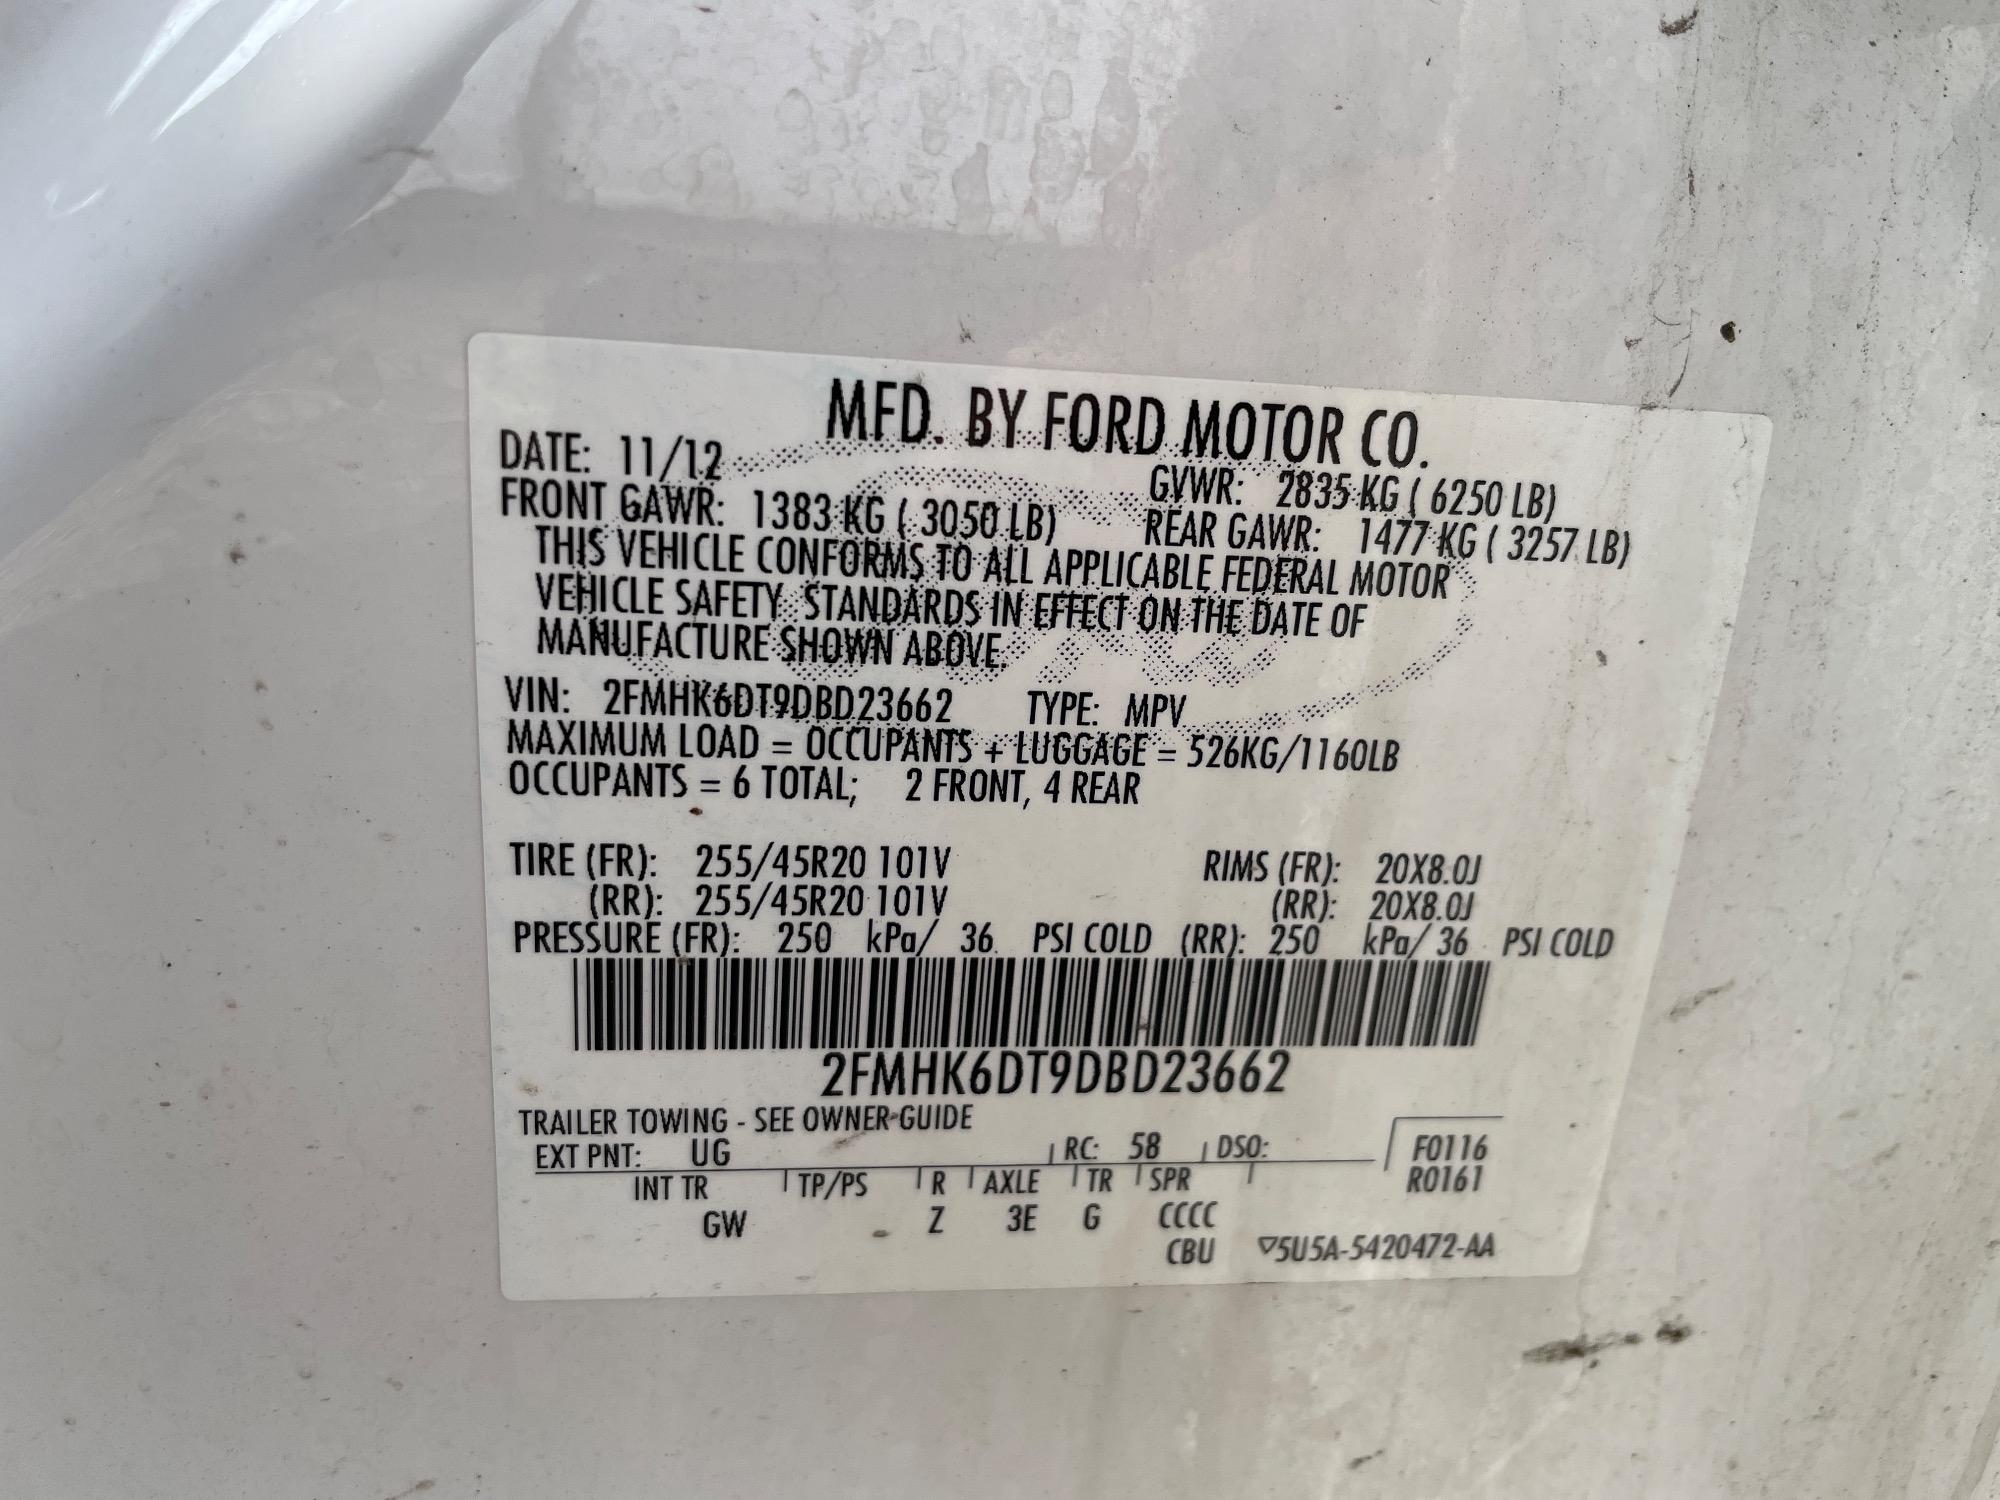 MFD. BY FORD MOTOR CO.
DATE: 11/12 GVWR: 2835 KG ( 6250 LB)
FRONT GAWR: 1383 KG ( 3050 LB) REAR GAWR: 1477 KG ( 3257 LB)
THIS VEHICLE CONFORMS TO ALL APPLICABLE FEDERAL MOTOR
VEHICLE SAFETY STANDARDS IN EFFECT ON THE DATE OF
MANUFACTURE SHOWN ABOVE.
VIN: 2FMHK6DT9DBD23662 TYPE: MPV
MAXIMUM LOAD = OCCUPANTS + LUGGAGE = 526KG/1160LB
OCCUPANTS = 6 TOTAL; 2 FRONT, 4 REAR
TIRE (FR): 255/45R20 101V RIMS (FR): 20X8.0J
(RR): 255/45R20 101V (RR): 20X8.0J
PRESSURE (FR): 250 kPa/ 36 PSI COLD (RR): 250 kPa/ 36 PSI COLD
2FMHK6DT9DBD23662
TRAILER TOWING - SEE OWNER GUIDE
EXT PNT: UG RC: 58 DSO: F0116
INT TR TP/PS R AXLE TR SPR R0161
GW Z 3E G CCCC
CBU ▽5U5A-5420472-AA